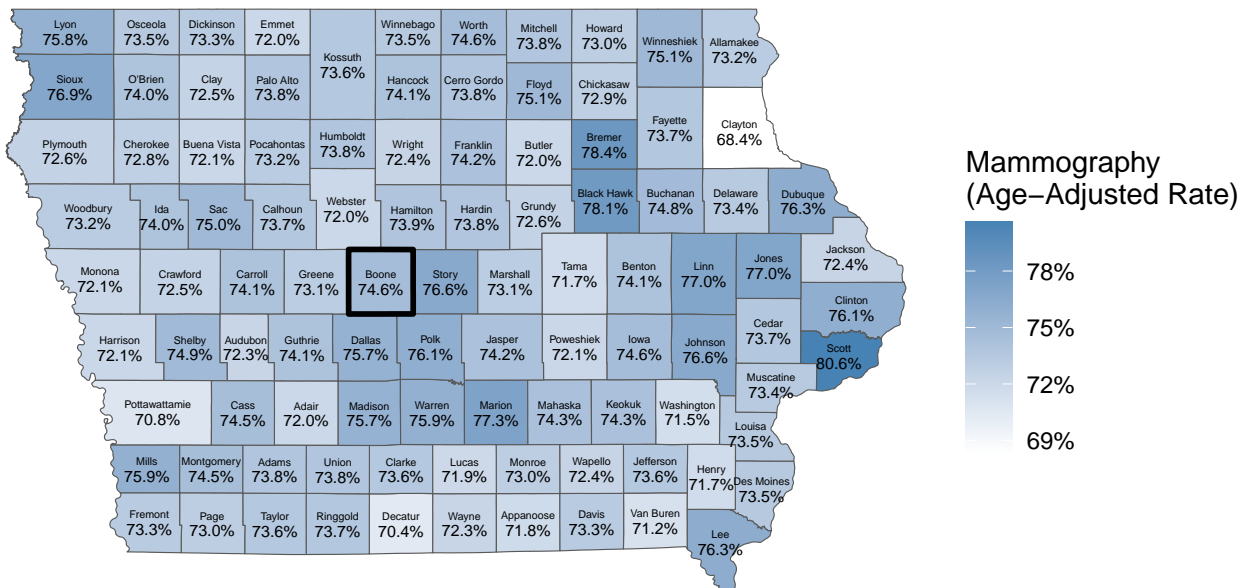 Lyon
75.8%
Osceola
73.5%
Dickinson
73.3%
Emmet
72.0%
Winnebago
73.5%
Worth
74.6%
Mitchell
73.8%
Howard
73.0%
Winneshiek
75.1%
Allamakee
73.2%
Kossuth
73.6%
Sioux
76.9%
O'Brien
74.0%
Clay
72.5%
Palo Alto
73.8%
Hancock
74.1%
Cerro Gordo
73.8%
Floyd
75.1%
Chickasaw
72.9%
Fayette
73.7%
Clayton
68.4%
Plymouth
72.6%
Cherokee
72.8%
Buena Vista
72.1%
Pocahontas
73.2%
Humboldt
73.8%
Wright
72.4%
Franklin
74.2%
Butler
72.0%
Bremer
78.4%
Woodbury
73.2%
Ida
74.0%
Sac
75.0%
Calhoun
73.7%
Webster
72.0%
Hamilton
73.9%
Hardin
73.8%
Grundy
72.6%
Black Hawk
78.1%
Buchanan
74.8%
Delaware
73.4%
Dubuque
76.3%
Monona
72.1%
Crawford
72.5%
Carroll
74.1%
Greene
73.1%
Boone
74.6%
Story
76.6%
Marshall
73.1%
Tama
71.7%
Benton
74.1%
Linn
77.0%
Jones
77.0%
Jackson
72.4%
Clinton
76.1%
Harrison
72.1%
Shelby
74.9%
Audubon
72.3%
Guthrie
74.1%
Dallas
75.7%
Polk
76.1%
Jasper
74.2%
Poweshiek
72.1%
Iowa
74.6%
Johnson
76.6%
Cedar
73.7%
Scott
80.6%
Muscatine
73.4%
Pottawattamie
70.8%
Cass
74.5%
Adair
72.0%
Madison
75.7%
Warren
75.9%
Marion
77.3%
Mahaska
74.3%
Keokuk
74.3%
Washington
71.5%
Louisa
73.5%
Mills
75.9%
Montgomery
74.5%
Adams
73.8%
Union
73.8%
Clarke
73.6%
Lucas
71.9%
Monroe
73.0%
Wapello
72.4%
Jefferson
73.6%
Henry
71.7%
Des Moines
73.5%
Fremont
73.3%
Page
73.0%
Taylor
73.6%
Ringgold
73.7%
Decatur
70.4%
Wayne
72.3%
Appanoose
71.8%
Davis
73.3%
Van Buren
71.2%
Lee
76.3%
Mammography
(Age−Adjusted Rate)
78%
75%
72%
69%